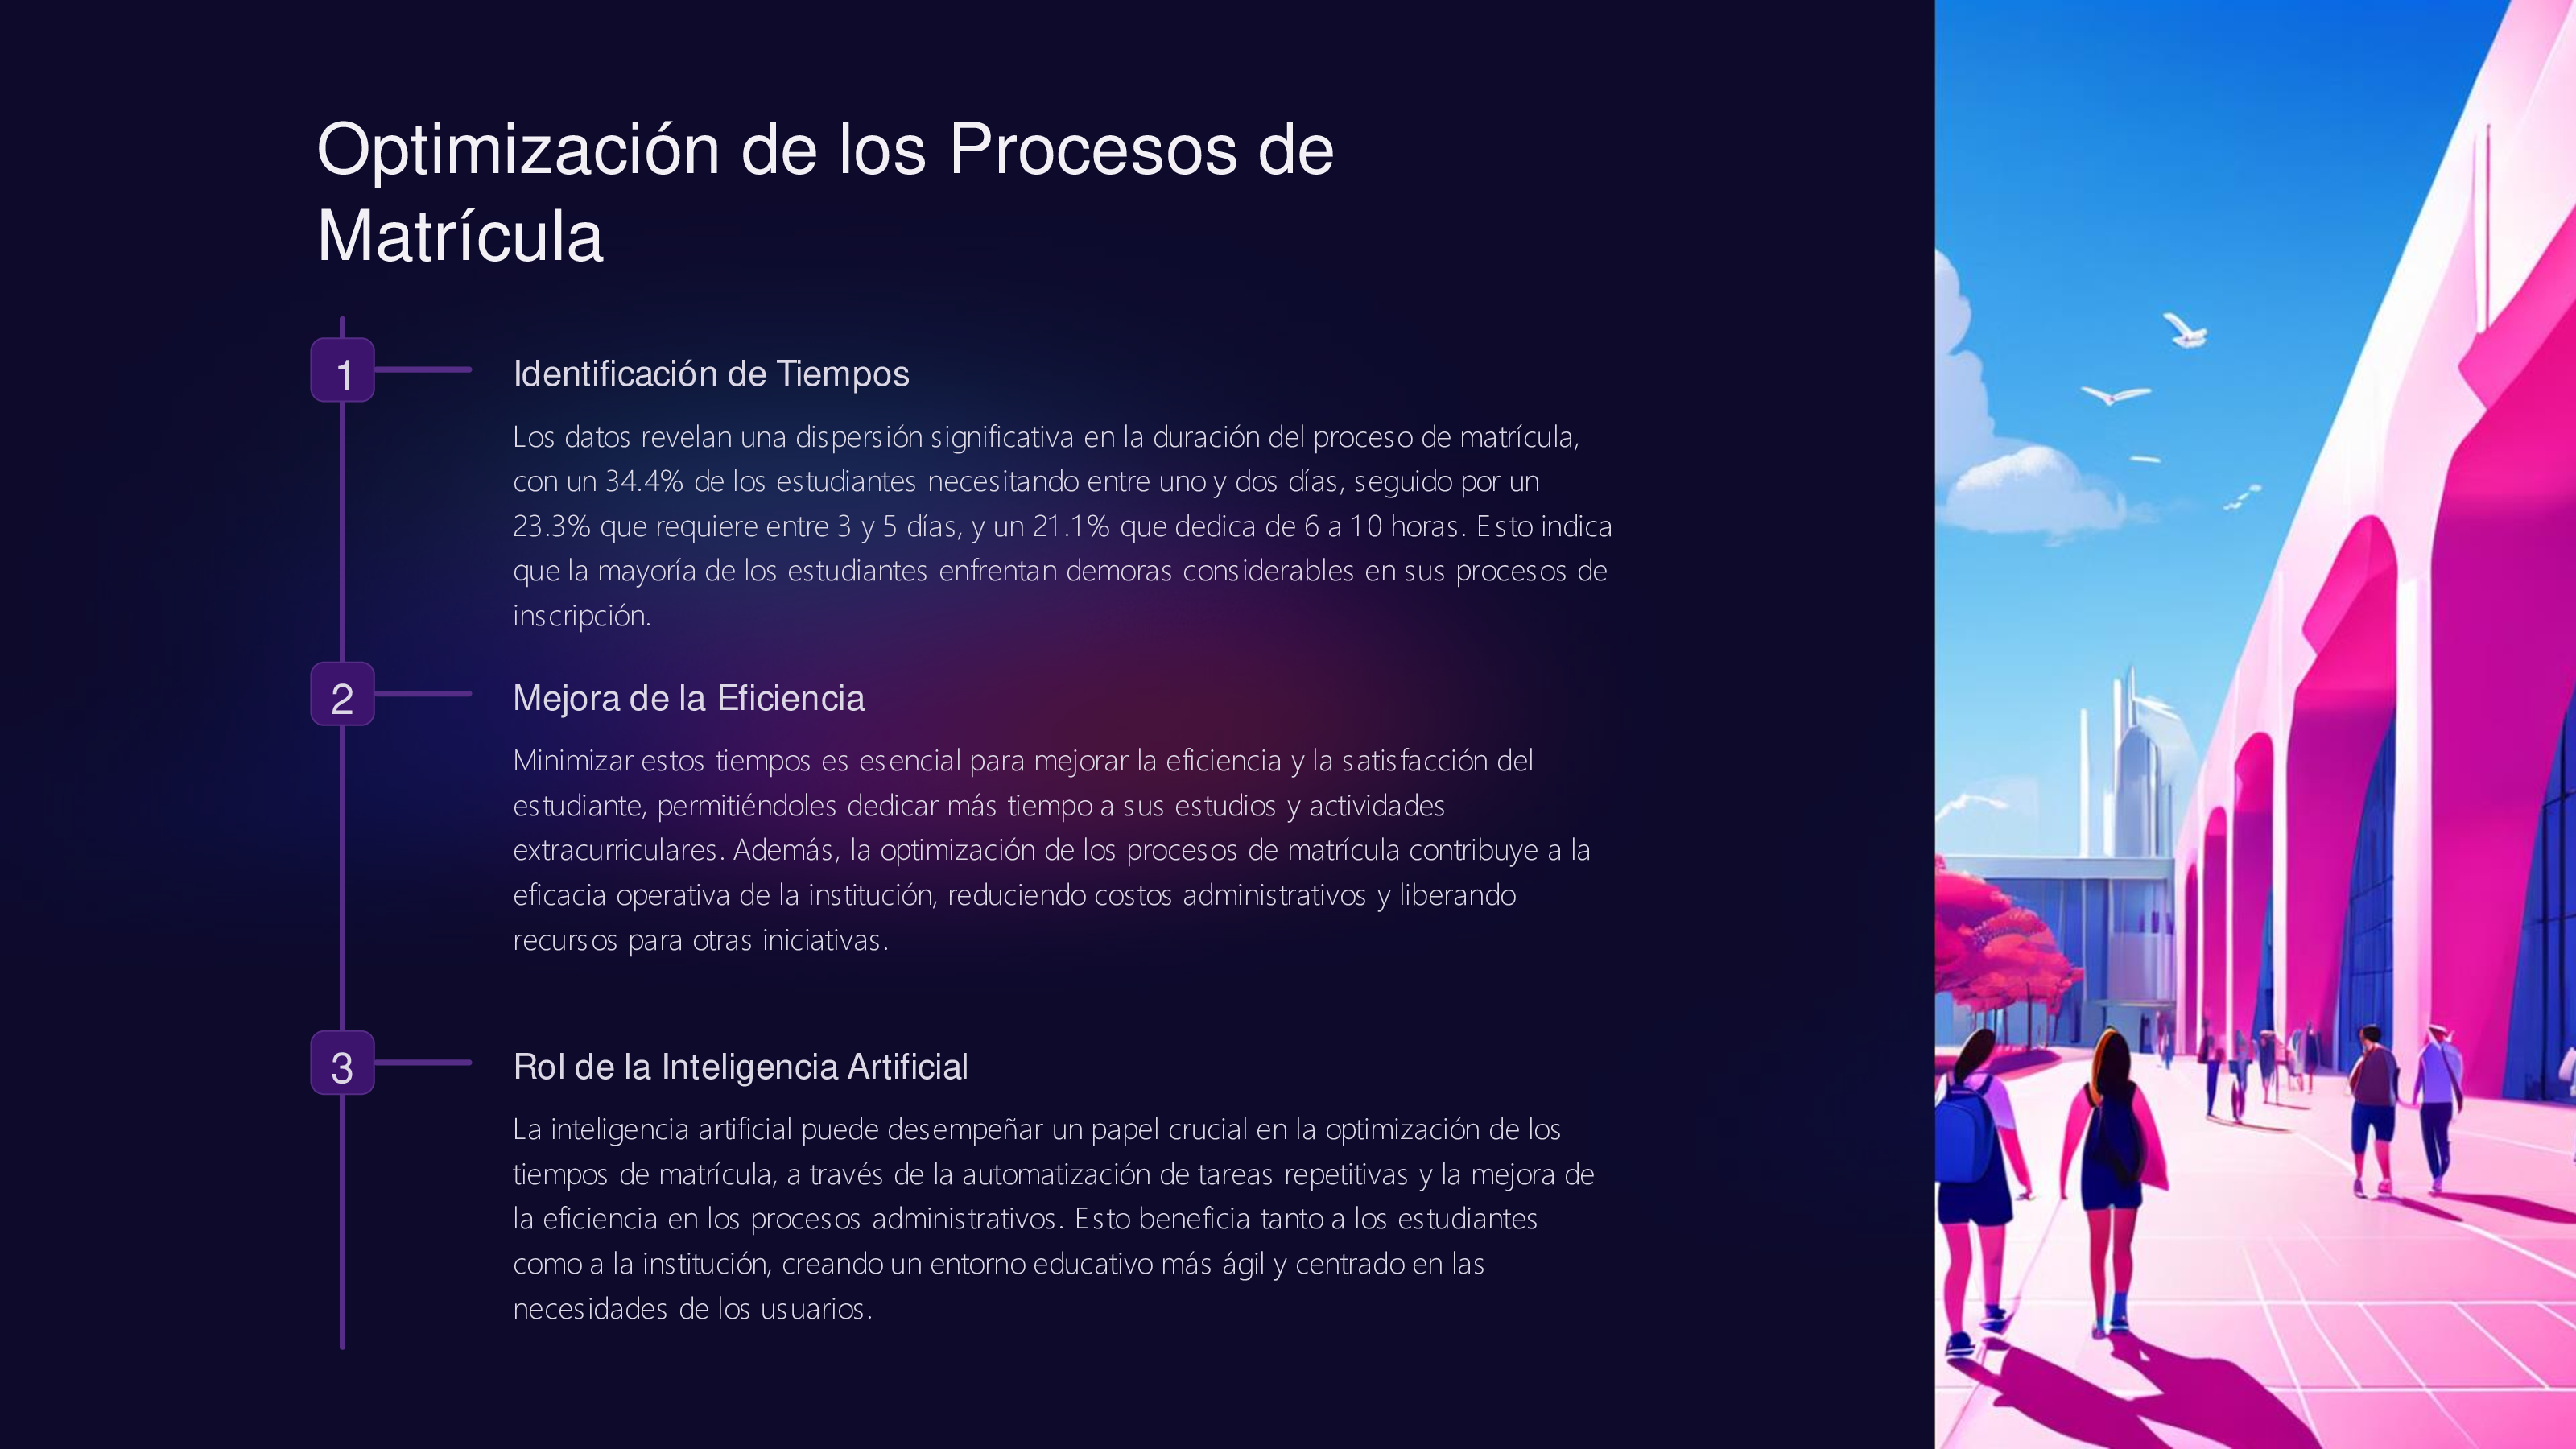 Optimización de los Procesos de
Matrícula
1
Identificación de Tiempos
Los datos revelan una dispersión significativa en la duración del proceso de matrícula,
con un 34.4% de los estudiantes necesitando entre uno y dos días, seguido por un
23.3% que requiere entre 3 y 5 días, y un 21.1% que dedica de 6 a 10 horas. Esto indica
que la mayoría de los estudiantes enfrentan demoras considerables en sus procesos de
inscripción.
2
Mejora de la Eficiencia
Minimizar estos tiempos es esencial para mejorar la eficiencia y la satisfacción del
estudiante, permitiéndoles dedicar más tiempo a sus estudios y actividades
extracurriculares. Además, la optimización de los procesos de matrícula contribuye a la
eficacia operativa de la institución, reduciendo costos administrativos y liberando
recursos para otras iniciativas.
3
Rol de la Inteligencia Artificial
La inteligencia artificial puede desempeñar un papel crucial en la optimización de los
tiempos de matrícula, a través de la automatización de tareas repetitivas y la mejora de
la eficiencia en los procesos administrativos. Esto beneficia tanto a los estudiantes
como a la institución, creando un entorno educativo más ágil y centrado en las
necesidades de los usuarios.